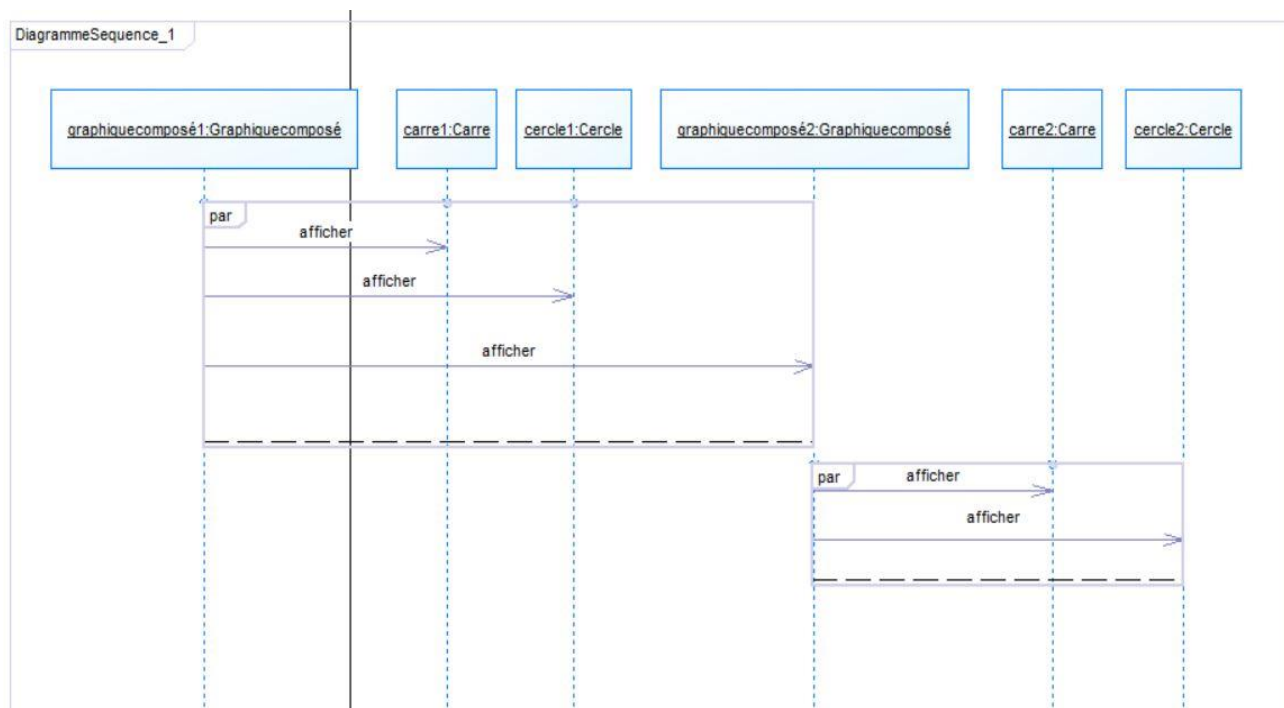 DiagrammeSequence_1
graphiquecomposé1:Graphiquecomposé
carre1:Carre
cercle1:Cercle
graphiquecomposé2:Graphiquecomposé
carre2:Carre
cercle2:Cercle
par
afficher
afficher
afficher
par
afficher
afficher